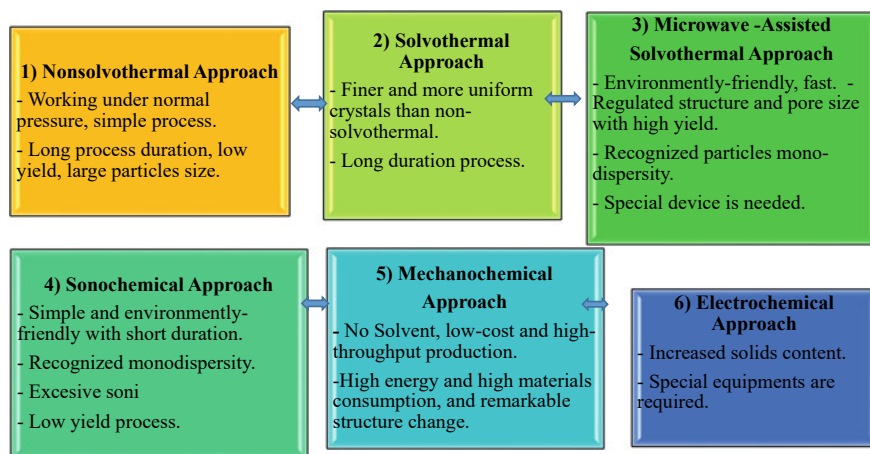 1) Nonsolvothermal Approach
- Working under normal
pressure, simple process.
- Long process duration, low
yield, large particles size.
2) Solvothermal
Approach
- Finer and more uniform
crystals than non-
solvothermal.
- Long duration process.
3) Microwave -Assisted
Solvothermal Approach
- Environmently-friendly, fast. -
Regulated structure and pore size
with high yield.
- Recognized particles mono-
dispersity.
- Special device is needed.
4) Sonochemical Approach
- Simple and environmently-
friendly with short duration.
- Recognized monodispersity.
- Excesive soni
- Low yield process.
5) Mechanochemical
Approach
- No Solvent, low-cost and high-
throughput production.
-High energy and high materials
consumption, and remarkable
structure change.
6) Electrochemical
Approach
- Increased solids content.
- Special equipments are
required.